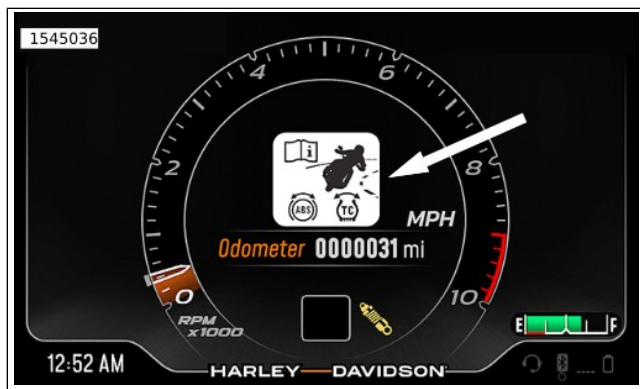 1545036
4
6
2
8
i
ABS
TC
MPH
Odometer 0000031 mi
0
10
RPM
x1000
E F
12:52 AM
HARLEY-DAVIDSON